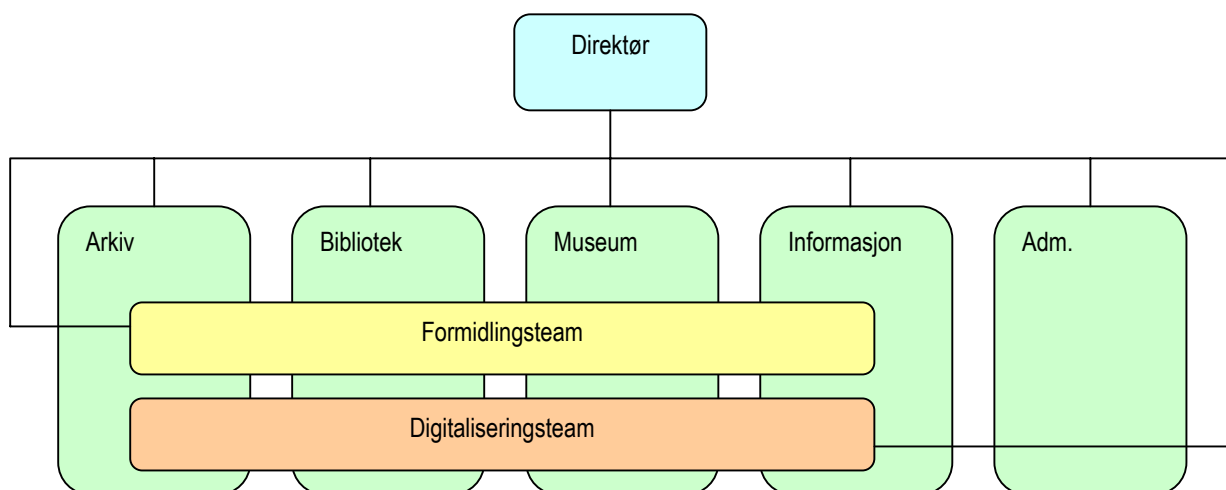 Direktør
Arkiv
Bibliotek
Museum
Informasjon
Adm.
Formidlingsteam
Digitaliseringsteam